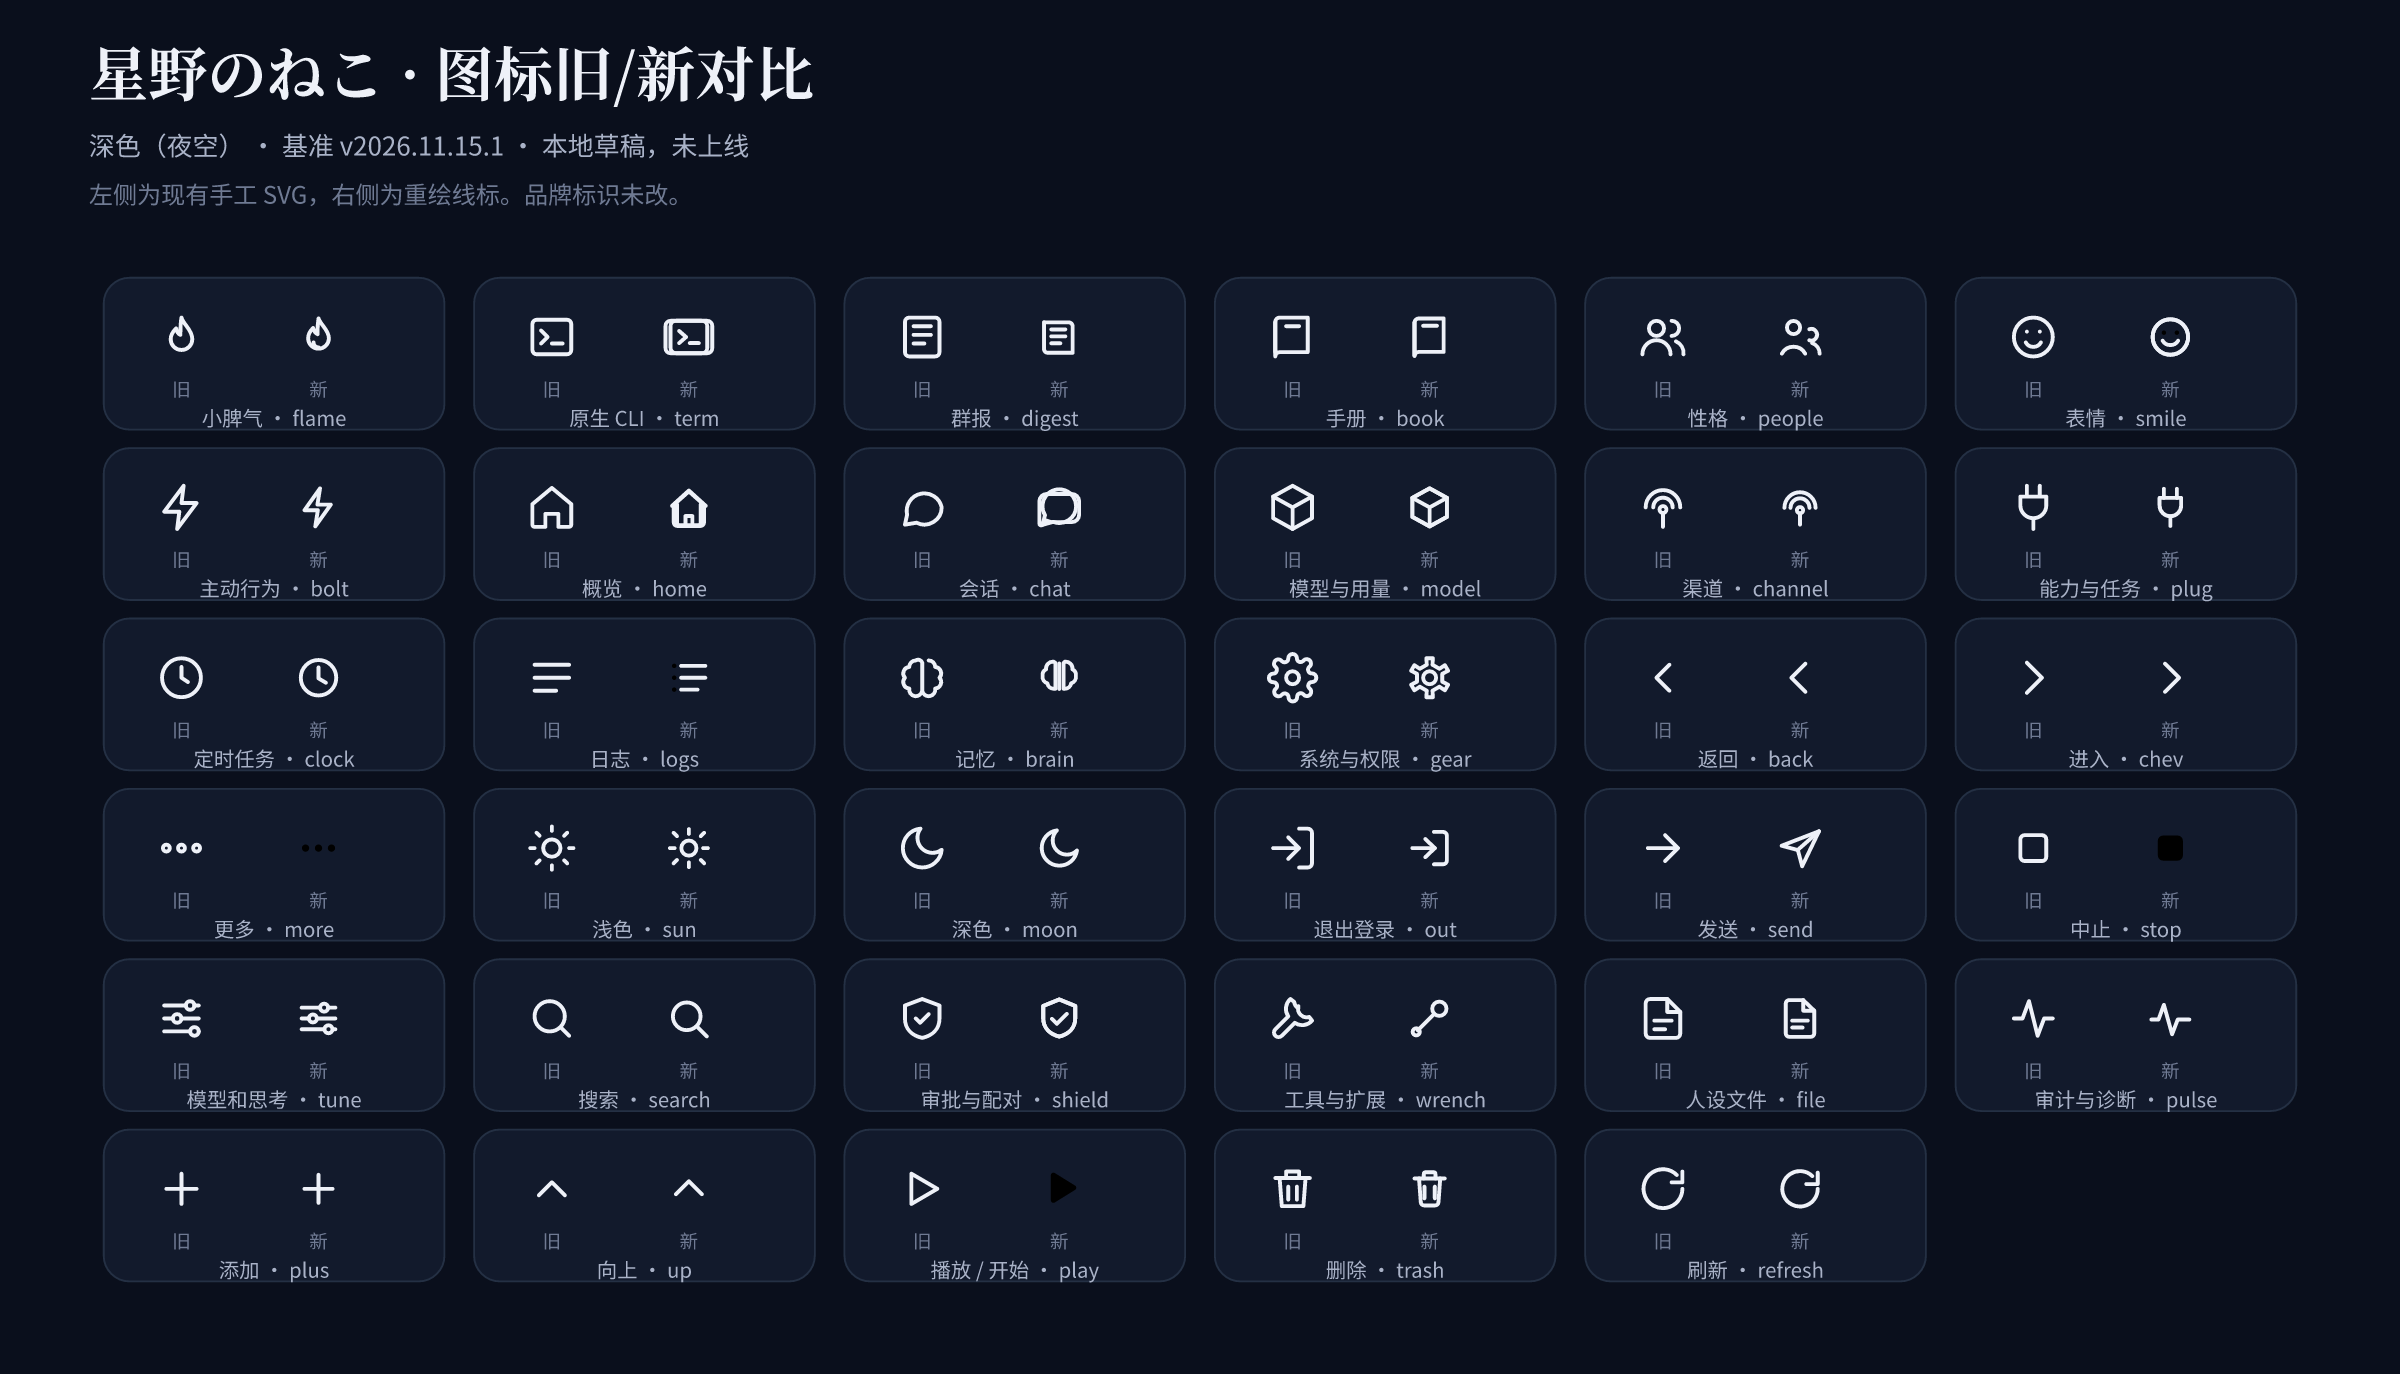 星野のねこ · 图标旧/新对比
深色（夜空） · 基准 v2026.11.15.1 · 本地草稿，未上线
左侧为现有手工 SVG，右侧为重绘线标。品牌标识未改。
旧 新 旧 新 旧 新 旧 新 旧 新 旧 新
小脾气 · flame 原生 CLI · term 群报 · digest 手册 · book 性格 · people 表情 · smile
旧 新 旧 新 旧 新 旧 新 旧 新 旧 新
主动行为 · bolt 概览 · home 会话 · chat 模型与用量 · model 渠道 · channel 能力与任务 · plug
旧 新 旧 新 旧 新 旧 新 旧 新 旧 新
定时任务 · clock 日志 · logs 记忆 · brain 系统与权限 · gear 返回 · back 进入 · chev
旧 新 旧 新 旧 新 旧 新 旧 新 旧 新
更多 · more 浅色 · sun 深色 · moon 退出登录 · out 发送 · send 中止 · stop
旧 新 旧 新 旧 新 旧 新 旧 新 旧 新
模型和思考 · tune 搜索 · search 审批与配对 · shield 工具与扩展 · wrench 人设文件 · file 审计与诊断 · pulse
旧 新 旧 新 旧 新 旧 新 旧 新
添加 · plus 向上 · up 播放 / 开始 · play 删除 · trash 刷新 · refresh